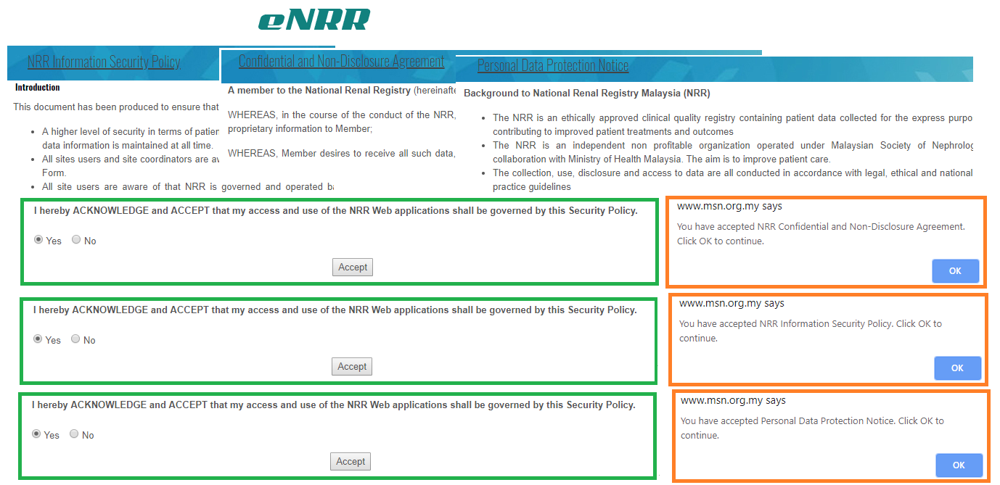 eNRR
NRR Information Security Policy
Introduction
This document has been produced to ensure that
• A higher level of security in terms of patien
data information is maintained at all time.
• All sites users and site coordinators are aw
Form.
• All site users are aware of that NRR is governed and operated ba
Confidential and Non-Disclosure Agreement
A member to the National Renal Registry (hereinafte
WHEREAS, in the course of the conduct of the NRR,
proprietary information to Member;
WHEREAS, Member desires to receive all such data,
Personal Data Protection Notice
Background to National Renal Registry Malaysia (NRR)
• The NRR is an ethically approved clinical quality registry containing patient data collected for the express purpo
contributing to improved patient treatments and outcomes
• The NRR is an independent non profitable organization operated under Malaysian Society of Nephrolog
collaboration with Ministry of Health Malaysia. The aim is to improve patient care.
• The collection, use, disclosure and access to data are all conducted in accordance with legal, ethical and national
practice guidelines
I hereby ACKNOWLEDGE and ACCEPT that my access and use of the NRR Web applications shall be governed by this Security Policy.
Yes No
Accept
www.msn.org.my says
You have accepted NRR Confidential and Non-Disclosure Agreement.
Click OK to continue.
OK
I hereby ACKNOWLEDGE and ACCEPT that my access and use of the NRR Web applications shall be governed by this Security Policy.
Yes No
Accept
www.msn.org.my says
You have accepted NRR Information Security Policy. Click OK to
continue.
OK
I hereby ACKNOWLEDGE and ACCEPT that my access and use of the NRR Web applications shall be governed by this Security Policy.
Yes No
Accept
www.msn.org.my says
You have accepted Personal Data Protection Notice. Click OK to
continue.
OK